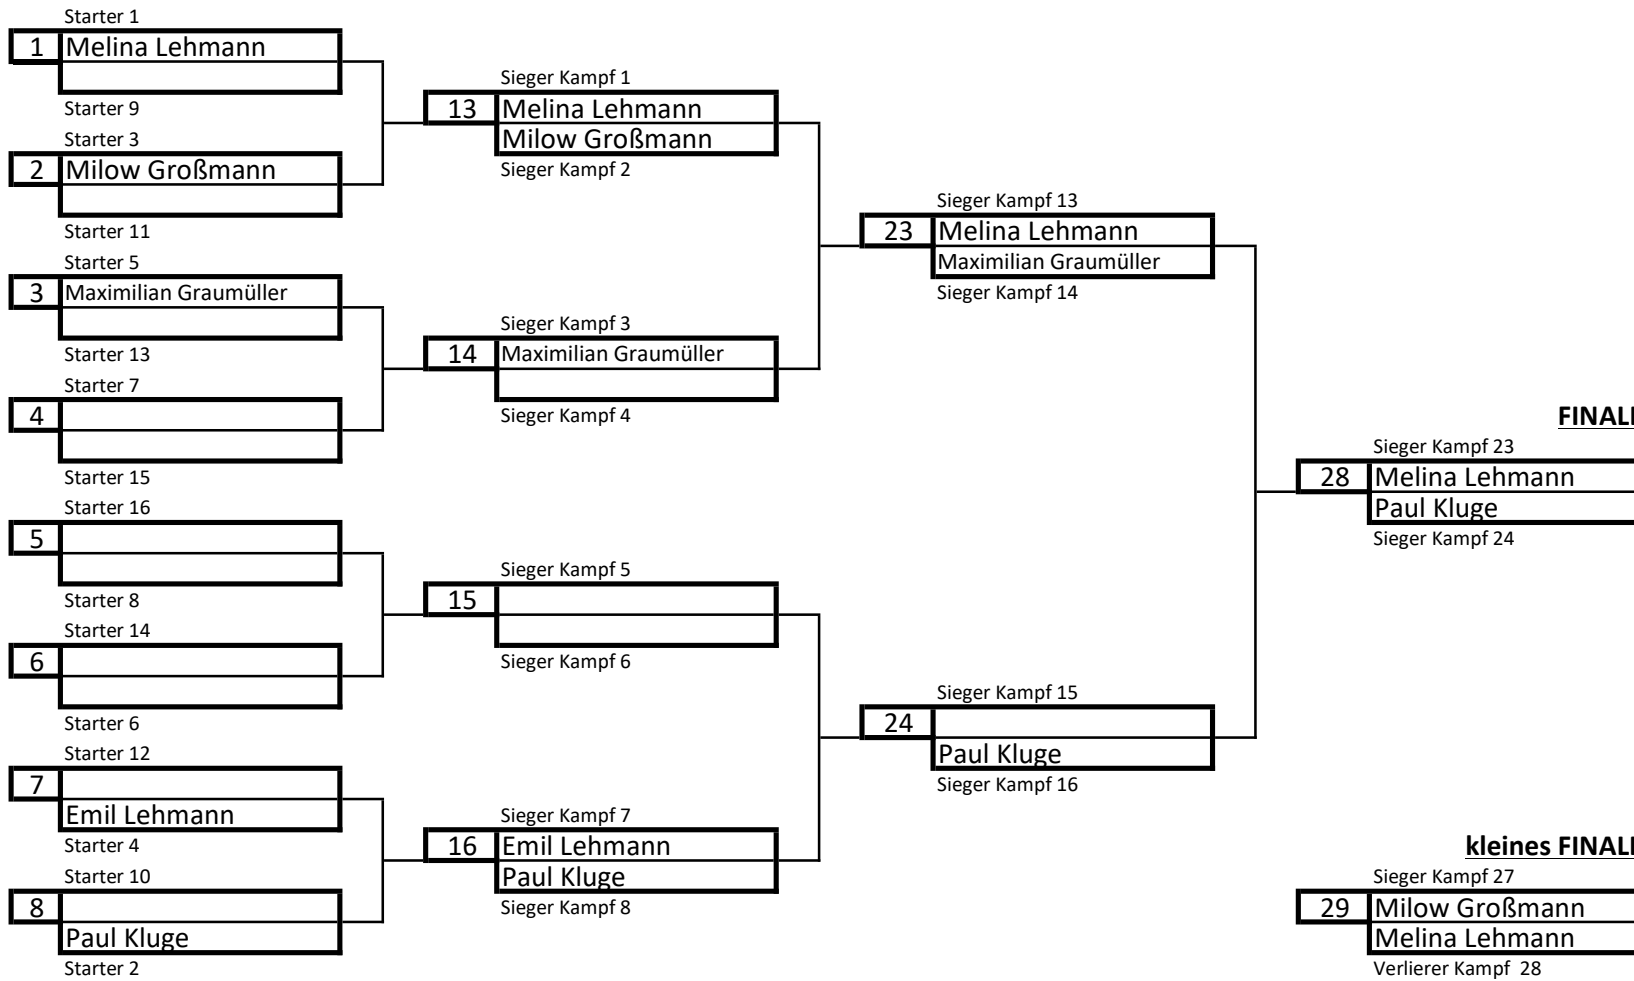 Starter 1
1 Melina Lehmann
Starter 9
Starter 3
2 Milow Großmann
Starter 11
Starter 5
3 Maximilian Graumüller
Starter 13
Starter 7
4
Starter 15
Starter 16
5
Starter 8
Starter 14
6
Starter 6
Starter 12
7
Emil Lehmann
Starter 4
Starter 10
8
Paul Kluge
Starter 2
Sieger Kampf 1
13 Melina Lehmann
Milow Großmann
Sieger Kampf 2
Sieger Kampf 3
14 Maximilian Graumüller
Sieger Kampf 4
Sieger Kampf 5
15
Sieger Kampf 6
Sieger Kampf 7
16 Emil Lehmann
Paul Kluge
Sieger Kampf 8
Sieger Kampf 13
23 Melina Lehmann
Maximilian Graumüller
Sieger Kampf 14
Sieger Kampf 15
24
Paul Kluge
Sieger Kampf 16
FINAL
Sieger Kampf 23
28 Melina Lehmann
Paul Kluge
Sieger Kampf 24
kleines FINAL
Sieger Kampf 27
29 Milow Großmann
Melina Lehmann
Verlierer Kampf 28